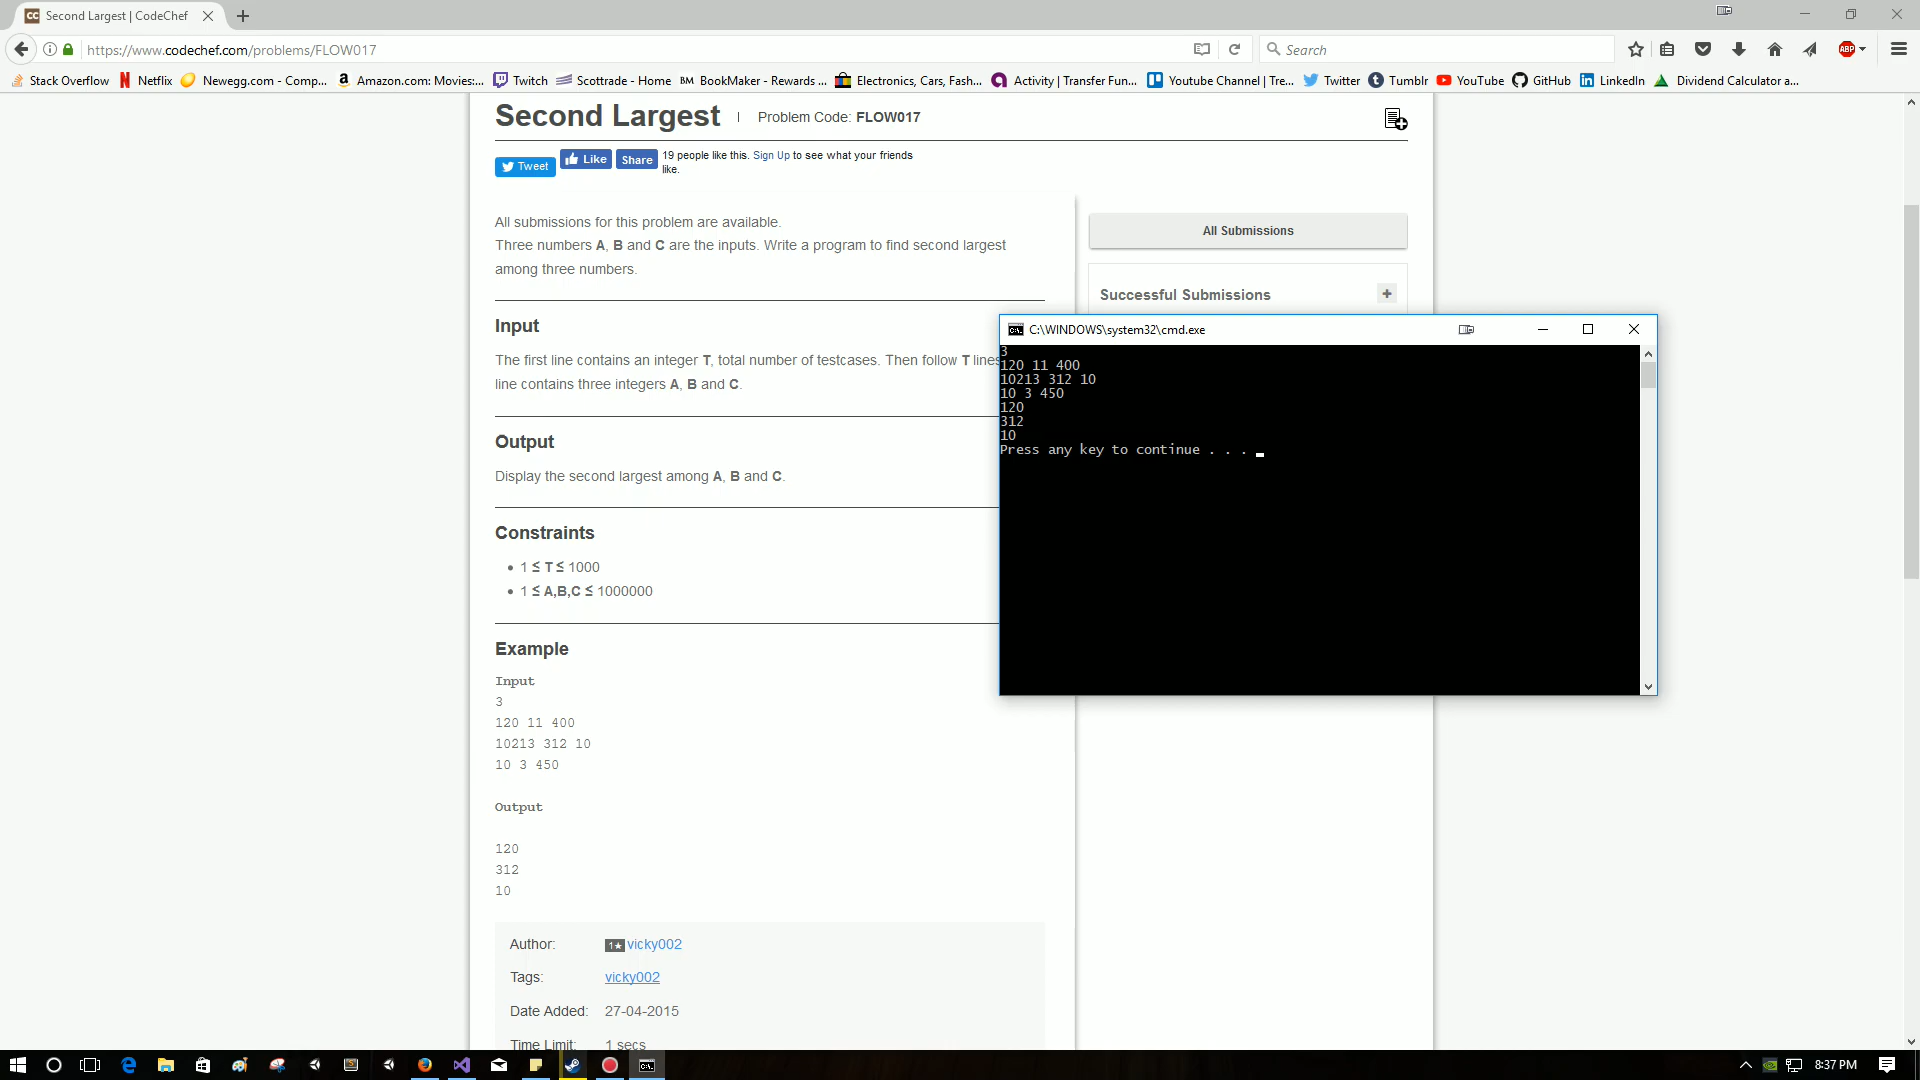 Second Largest | CodeChef
https://www.codechef.com/problems/FLOW017
Search
ABP
Stack Overflow
Netflix
Newegg.com - Comp...
Amazon.com: Movies:...
Twitch
Scottrade - Home
BM BookMaker - Rewards ...
Electronics, Cars, Fash...
Activity | Transfer Fun...
Youtube Channel | Tre...
Twitter
Tumblr
YouTube
GitHub
LinkedIn
Dividend Calculator a...
Second Largest | Problem Code: FLOW017
Tweet
Like
Share
19 people like this. Sign Up to see what your friends
like.
All submissions for this problem are available.
Three numbers A, B and C are the inputs. Write a program to find second largest
among three numbers.
Input
The first line contains an integer T, total number of testcases. Then follow T lines
line contains three integers A, B and C.
Output
Display the second largest among A, B and C.
Constraints
1 ≤ T ≤ 1000
1 ≤ A,B,C ≤ 1000000
Example
Input
3
120 11 400
10213 312 10
10 3 450
Output
120
312
10
Author: 1★ vicky002
Tags: vicky002
Date Added: 27-04-2015
Time Limit: 1 secs
All Submissions
Successful Submissions +
C:\WINDOWS\system32\cmd.exe
3
120 11 400
10213 312 10
10 3 450
120
312
10
Press any key to continue . . .
8:37 PM